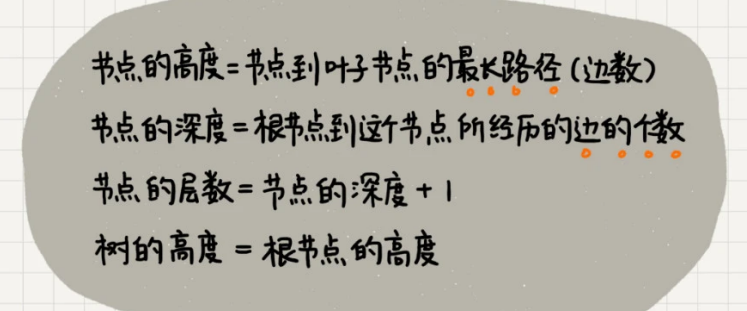 节点的高度=节点到叶子节点的最长路径(边数)
节点的深度=根节点到这个节点所经历的边的个数
节点的层数=节点的深度+1
树的高度=根节点的高度